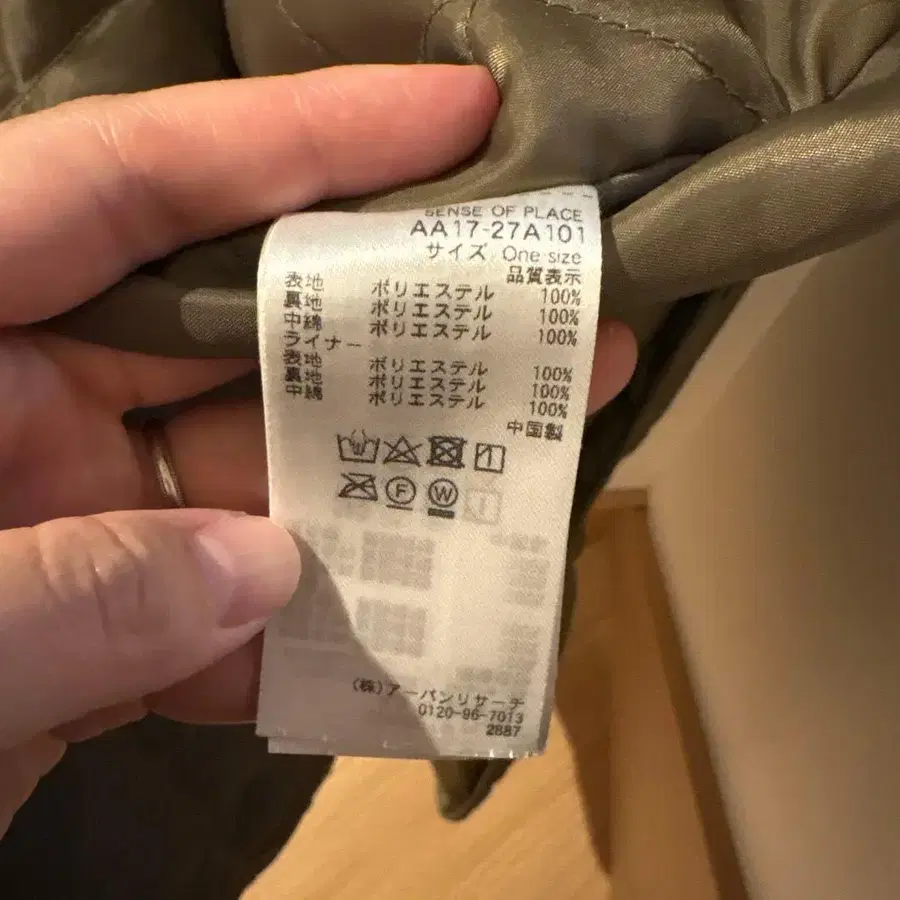 SENSE OF PLACE
AA17-27A101
サイズ One size
品質表示
表地 ポリエステル 100%
裏地 ポリエステル 100%
中綿 ポリエステル 100%
ライナー
表地 ポリエステル 100%
裏地 ポリエステル 100%
中綿 ポリエステル 100%
中国製
F W
(株)アーバンリサーチ
0120-96-7013
2887